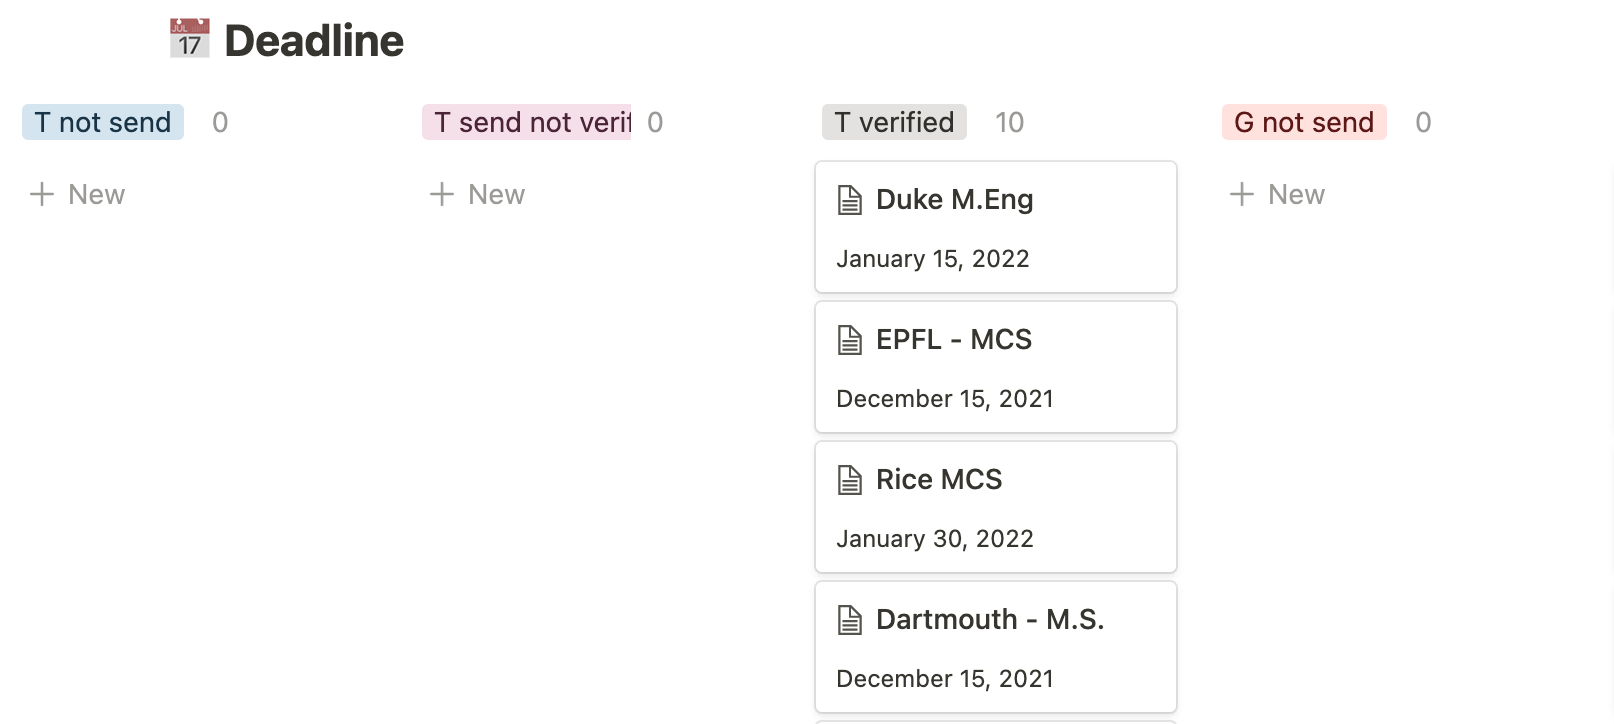 JUL
17
Deadline
T not send 0
T send not verif 0
T verified 10
G not send 0
+ New
+ New
+ New
Duke M.Eng
January 15, 2022
EPFL - MCS
December 15, 2021
Rice MCS
January 30, 2022
Dartmouth - M.S.
December 15, 2021